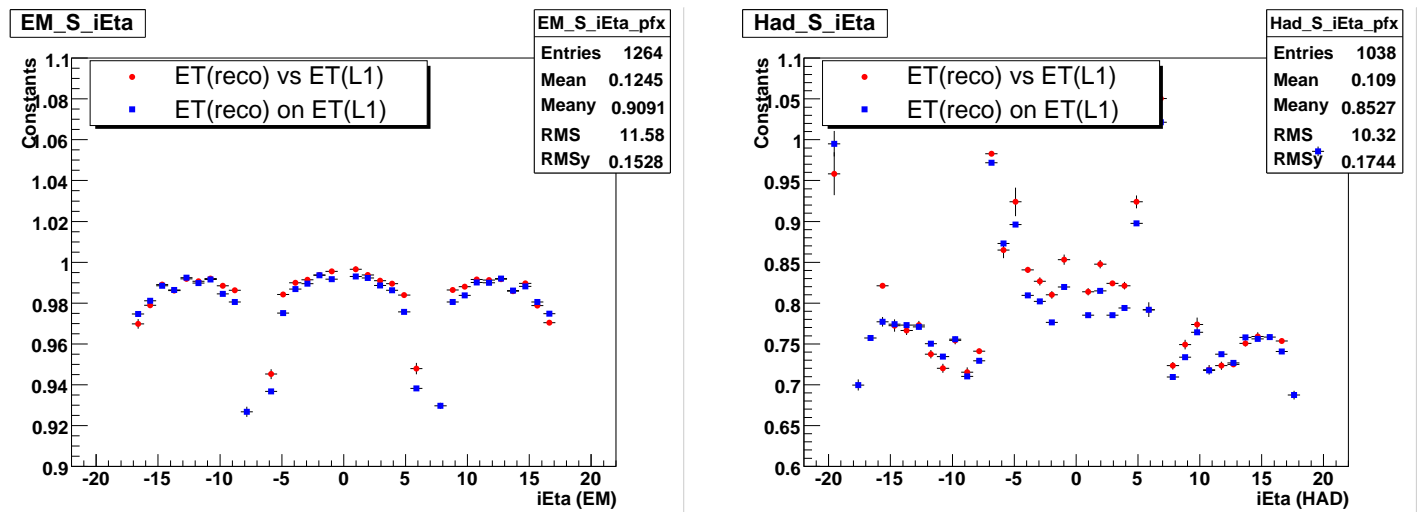 EM_S_iEta
EM_S_iEta_pfx
Entries 1264
Mean 0.1245
Meany 0.9091
RMS 11.58
RMSy 0.1528
ET(reco) vs ET(L1)
ET(reco) on ET(L1)
Constants
1.1
1.08
1.06
1.04
1.02
1
0.98
0.96
0.94
0.92
0.9
-20 -15 -10 -5 0 5 10 15 20
iEta (EM)
Had_S_iEta
Had_S_iEta_pfx
Entries 1038
Mean 0.109
Meany 0.8527
RMS 10.32
RMSy 0.1744
ET(reco) vs ET(L1)
ET(reco) on ET(L1)
Constants
1.1
1.05
1
0.95
0.9
0.85
0.8
0.75
0.7
0.65
0.6
-20 -15 -10 -5 0 5 10 15 20
iEta (HAD)